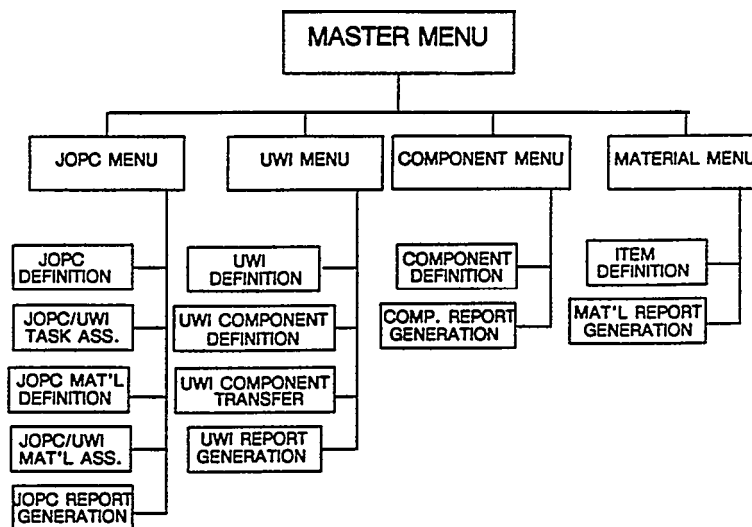 MASTER MENU
JOPC MENU
UWI MENU
COMPONENT MENU
MATERIAL MENU
JOPC
DEFINITION
JOPC/UWI
TASK ASS.
JOPC MAT'L
DEFINITION
JOPC/UWI
MAT'L ASS.
JOPC REPORT
GENERATION
UWI
DEFINITION
UWI COMPONENT
DEFINITION
UWI COMPONENT
TRANSFER
UWI REPORT
GENERATION
COMPONENT
DEFINITION
COMP. REPORT
GENERATION
ITEM
DEFINITION
MAT'L REPORT
GENERATION